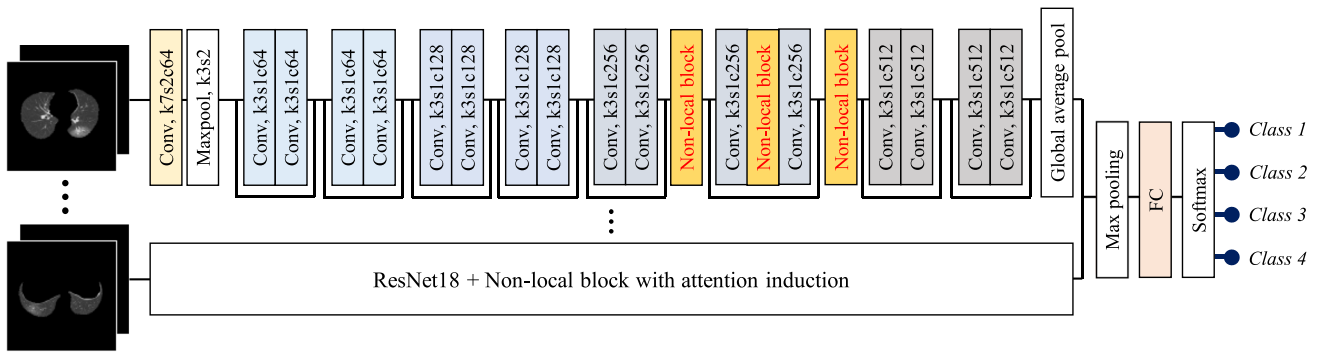 Conv, k7s2c64
Maxpool, k3s2
Conv, k3s1c64
Conv, k3s1c64
Conv, k3s1c64
Conv, k3s1c64
Conv, k3s1c128
Conv, k3s1c128
Conv, k3s1c128
Conv, k3s1c128
Conv, k3s1c256
Conv, k3s1c256
Non-local block
Conv, k3s1c256
Non-local block
Conv, k3s1c256
Non-local block
Conv, k3s1c512
Conv, k3s1c512
Conv, k3s1c512
Conv, k3s1c512
Global average pool
ResNet18 + Non-local block with attention induction
Max pooling
FC
Softmax
Class 1
Class 2
Class 3
Class 4